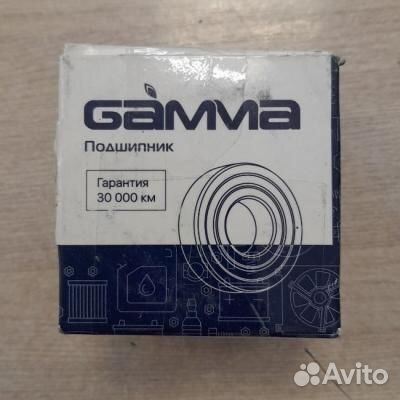 GAMMA
Подшипник
Гарантия
30 000 км
Avito